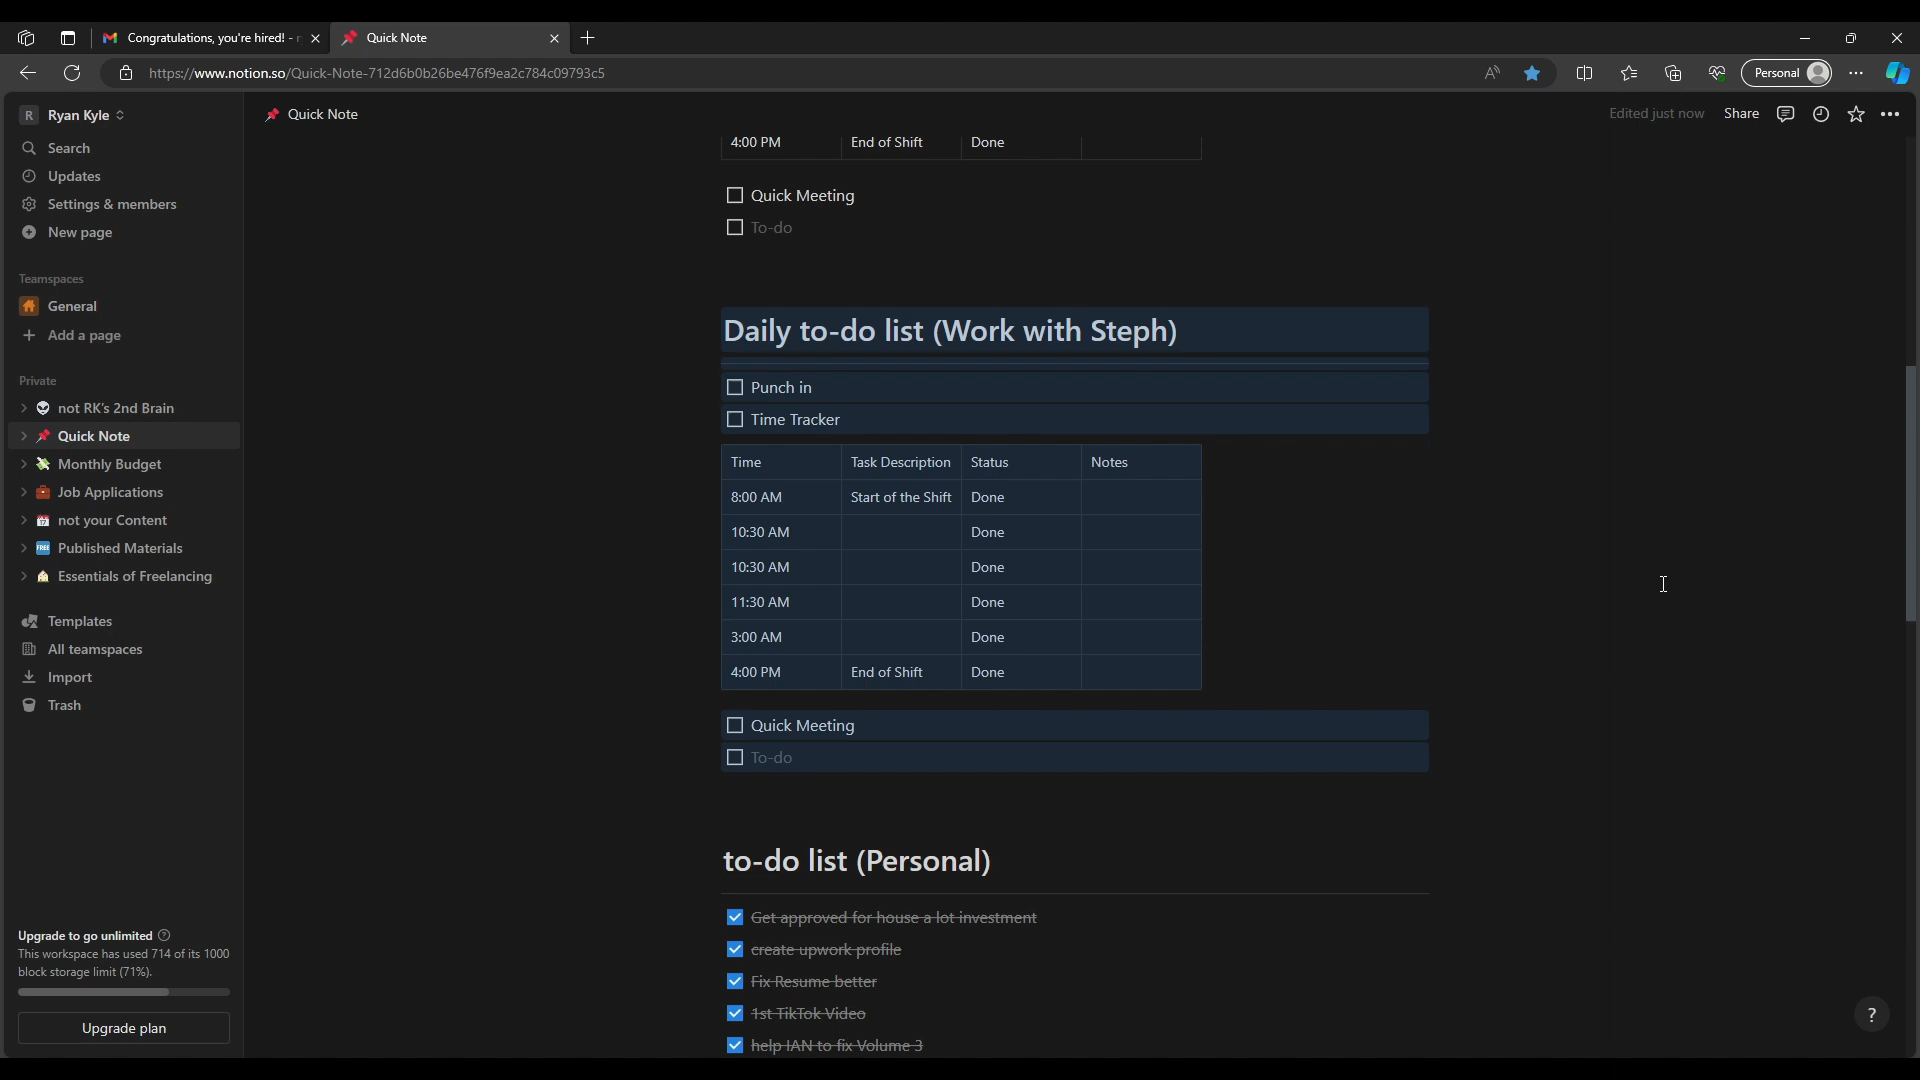 Congratulations, you're hired! - r
Quick Note
https://www.notion.so/Quick-Note-712d6b0b26be476f9ea2c784c09793c5
Personal
R Ryan Kyle
Search
Updates
Settings & members
New page
Teamspaces
General
Add a page
Private
not RK's 2nd Brain
Quick Note
Monthly Budget
Job Applications
not your Content
FREE Published Materials
Essentials of Freelancing
Templates
All teamspaces
Import
Trash
Upgrade to go unlimited
This workspace has used 714 of its 1000
block storage limit (71%).
Upgrade plan
Quick Note
Edited just now Share
4:00 PM End of Shift Done
Quick Meeting
To-do
Daily to-do list (Work with Steph)
Punch in
Time Tracker
Time Task Description Status Notes
8:00 AM Start of the Shift Done
10:30 AM Done
10:30 AM Done
11:30 AM Done
3:00 AM Done
4:00 PM End of Shift Done
Quick Meeting
To-do
to-do list (Personal)
Get approved for house a lot investment
create upwork profile
Fix Resume better
1st TikTok Video
help IAN to fix Volume 3
?